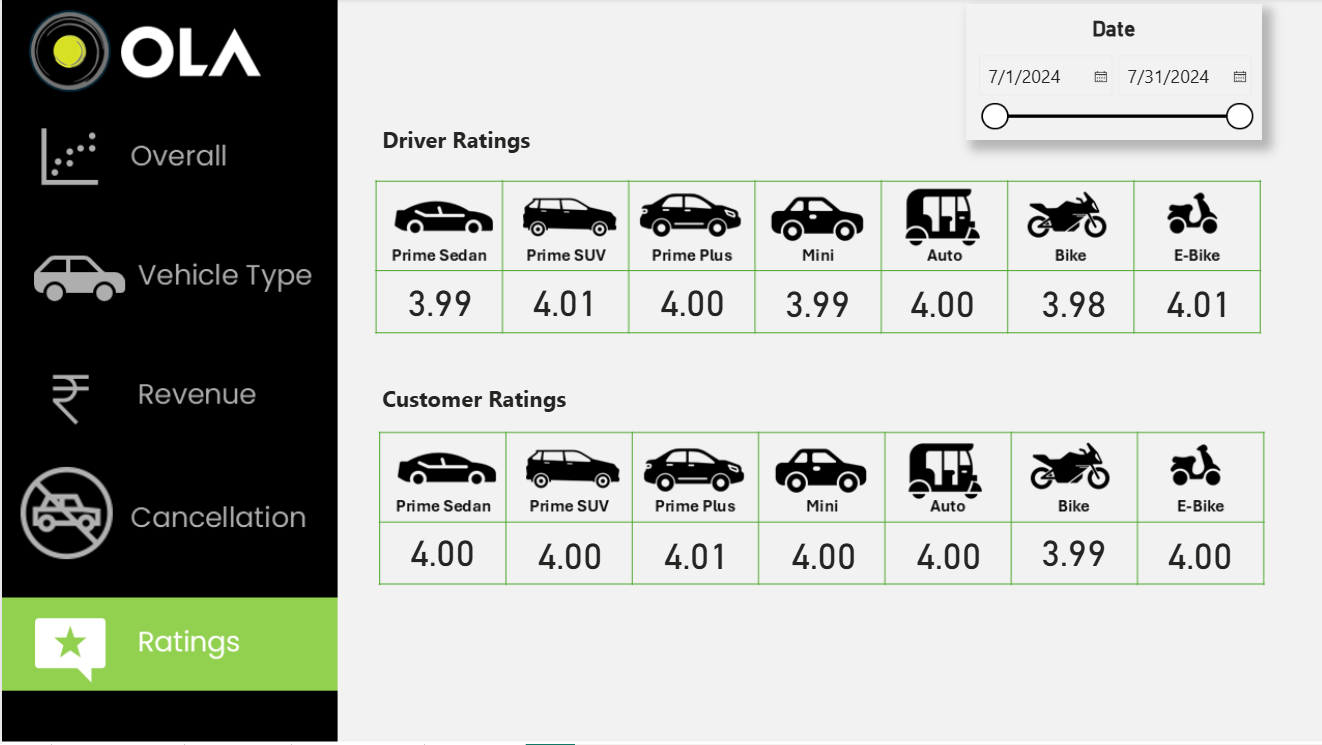 OLA
Overall
Vehicle Type
Revenue
Cancellation
Ratings
Date
7/1/2024 7/31/2024
Driver Ratings
Prime Sedan Prime SUV Prime Plus Mini Auto Bike E-Bike
3.99 4.01 4.00 3.99 4.00 3.98 4.01
Customer Ratings
Prime Sedan Prime SUV Prime Plus Mini Auto Bike E-Bike
4.00 4.00 4.01 4.00 4.00 3.99 4.00